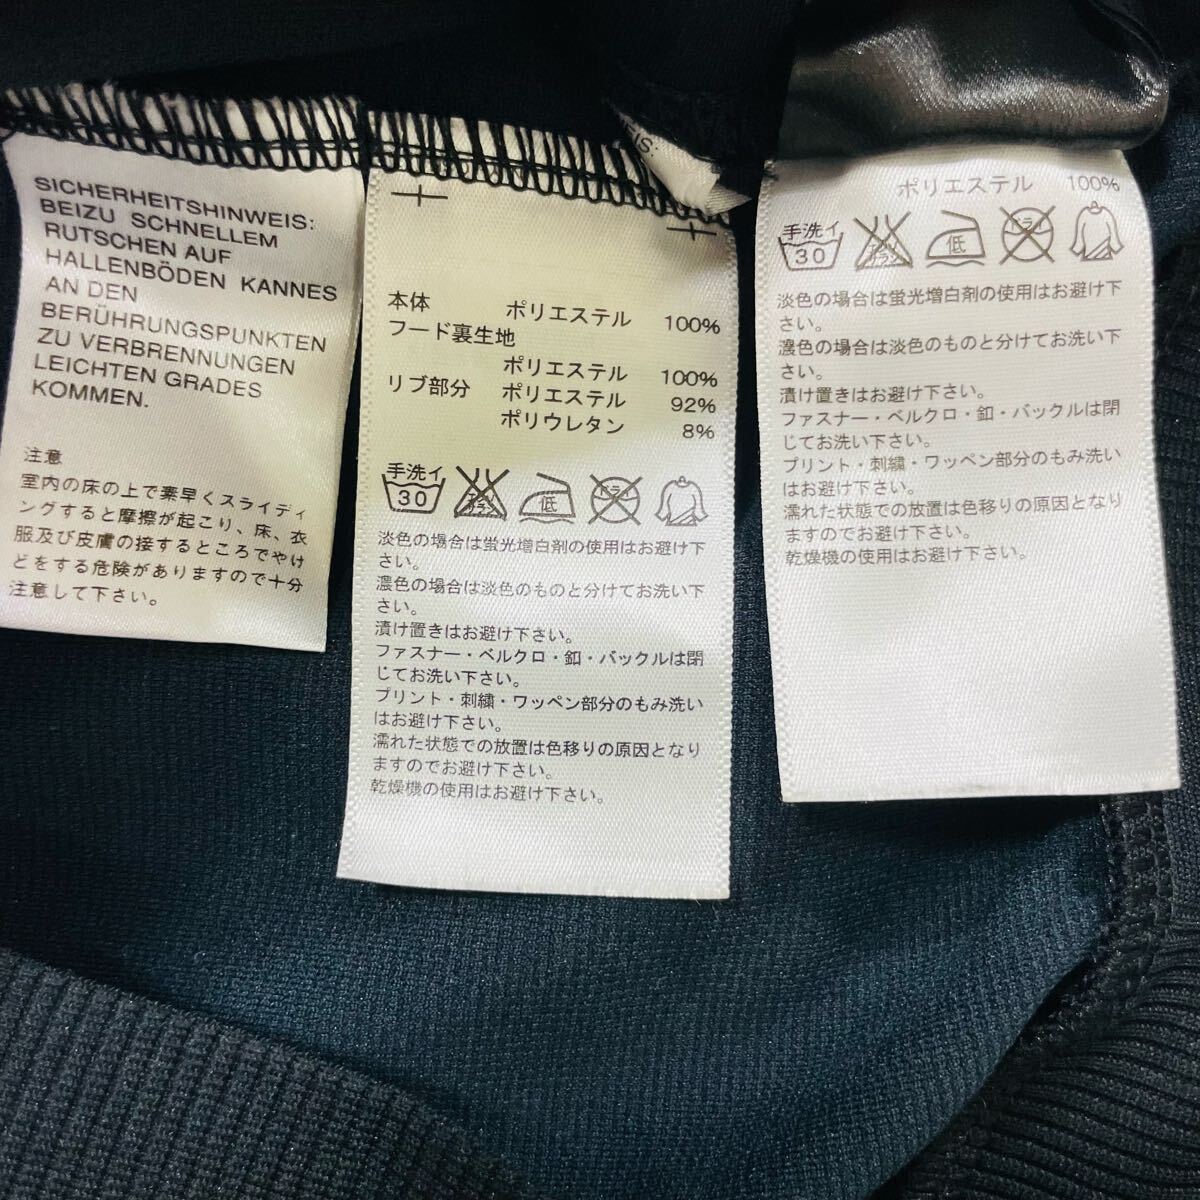 SICHERHEITSHINWEIS:
BEIZU SCHNELLEM
RUTSCHEN AUF
HALLENBÖDEN KANNES
AN DEN
BERÜHRUNGSPUNKTEN
ZU VERBRENNUNGEN
LEICHTEN GRADES
KOMMEN.
注意
室内の床の上で素早くスライディ
ングすると摩擦が起こり、床、衣
服及び皮膚の接するところでやけ
どをする危険がありますので十分
注意して下さい。
本体 ポリエステル 100%
フード裏生地
ポリエステル 100%
リブ部分 ポリエステル 92%
ポリウレタン 8%
手洗イ
30
エンソ
サラシ
低
ドライ
淡色の場合は蛍光増白剤の使用はお避け下
さい。
濃色の場合は淡色のものと分けてお洗い下
さい。
漬け置きはお避け下さい。
ファスナー・ベルクロ・釦・バックルは閉
じてお洗い下さい。
プリント・刺繍・ワッペン部分のもみ洗い
はお避け下さい。
濡れた状態での放置は色移りの原因となり
ますのでお避け下さい。
乾燥機の使用はお避け下さい。
EIS:
ポリエステル 100%
手洗イ
30
エンソ
サラシ
低
ドライ
淡色の場合は蛍光増白剤の使用はお避け下
さい。
濃色の場合は淡色のものと分けてお洗い下
さい。
漬け置きはお避け下さい。
ファスナー・ベルクロ・釦・バックルは閉
じてお洗い下さい。
プリント・刺繍・ワッペン部分のもみ洗い
はお避け下さい。
濡れた状態での放置は色移りの原因となり
ますのでお避け下さい。
乾燥機の使用はお避け下さい。